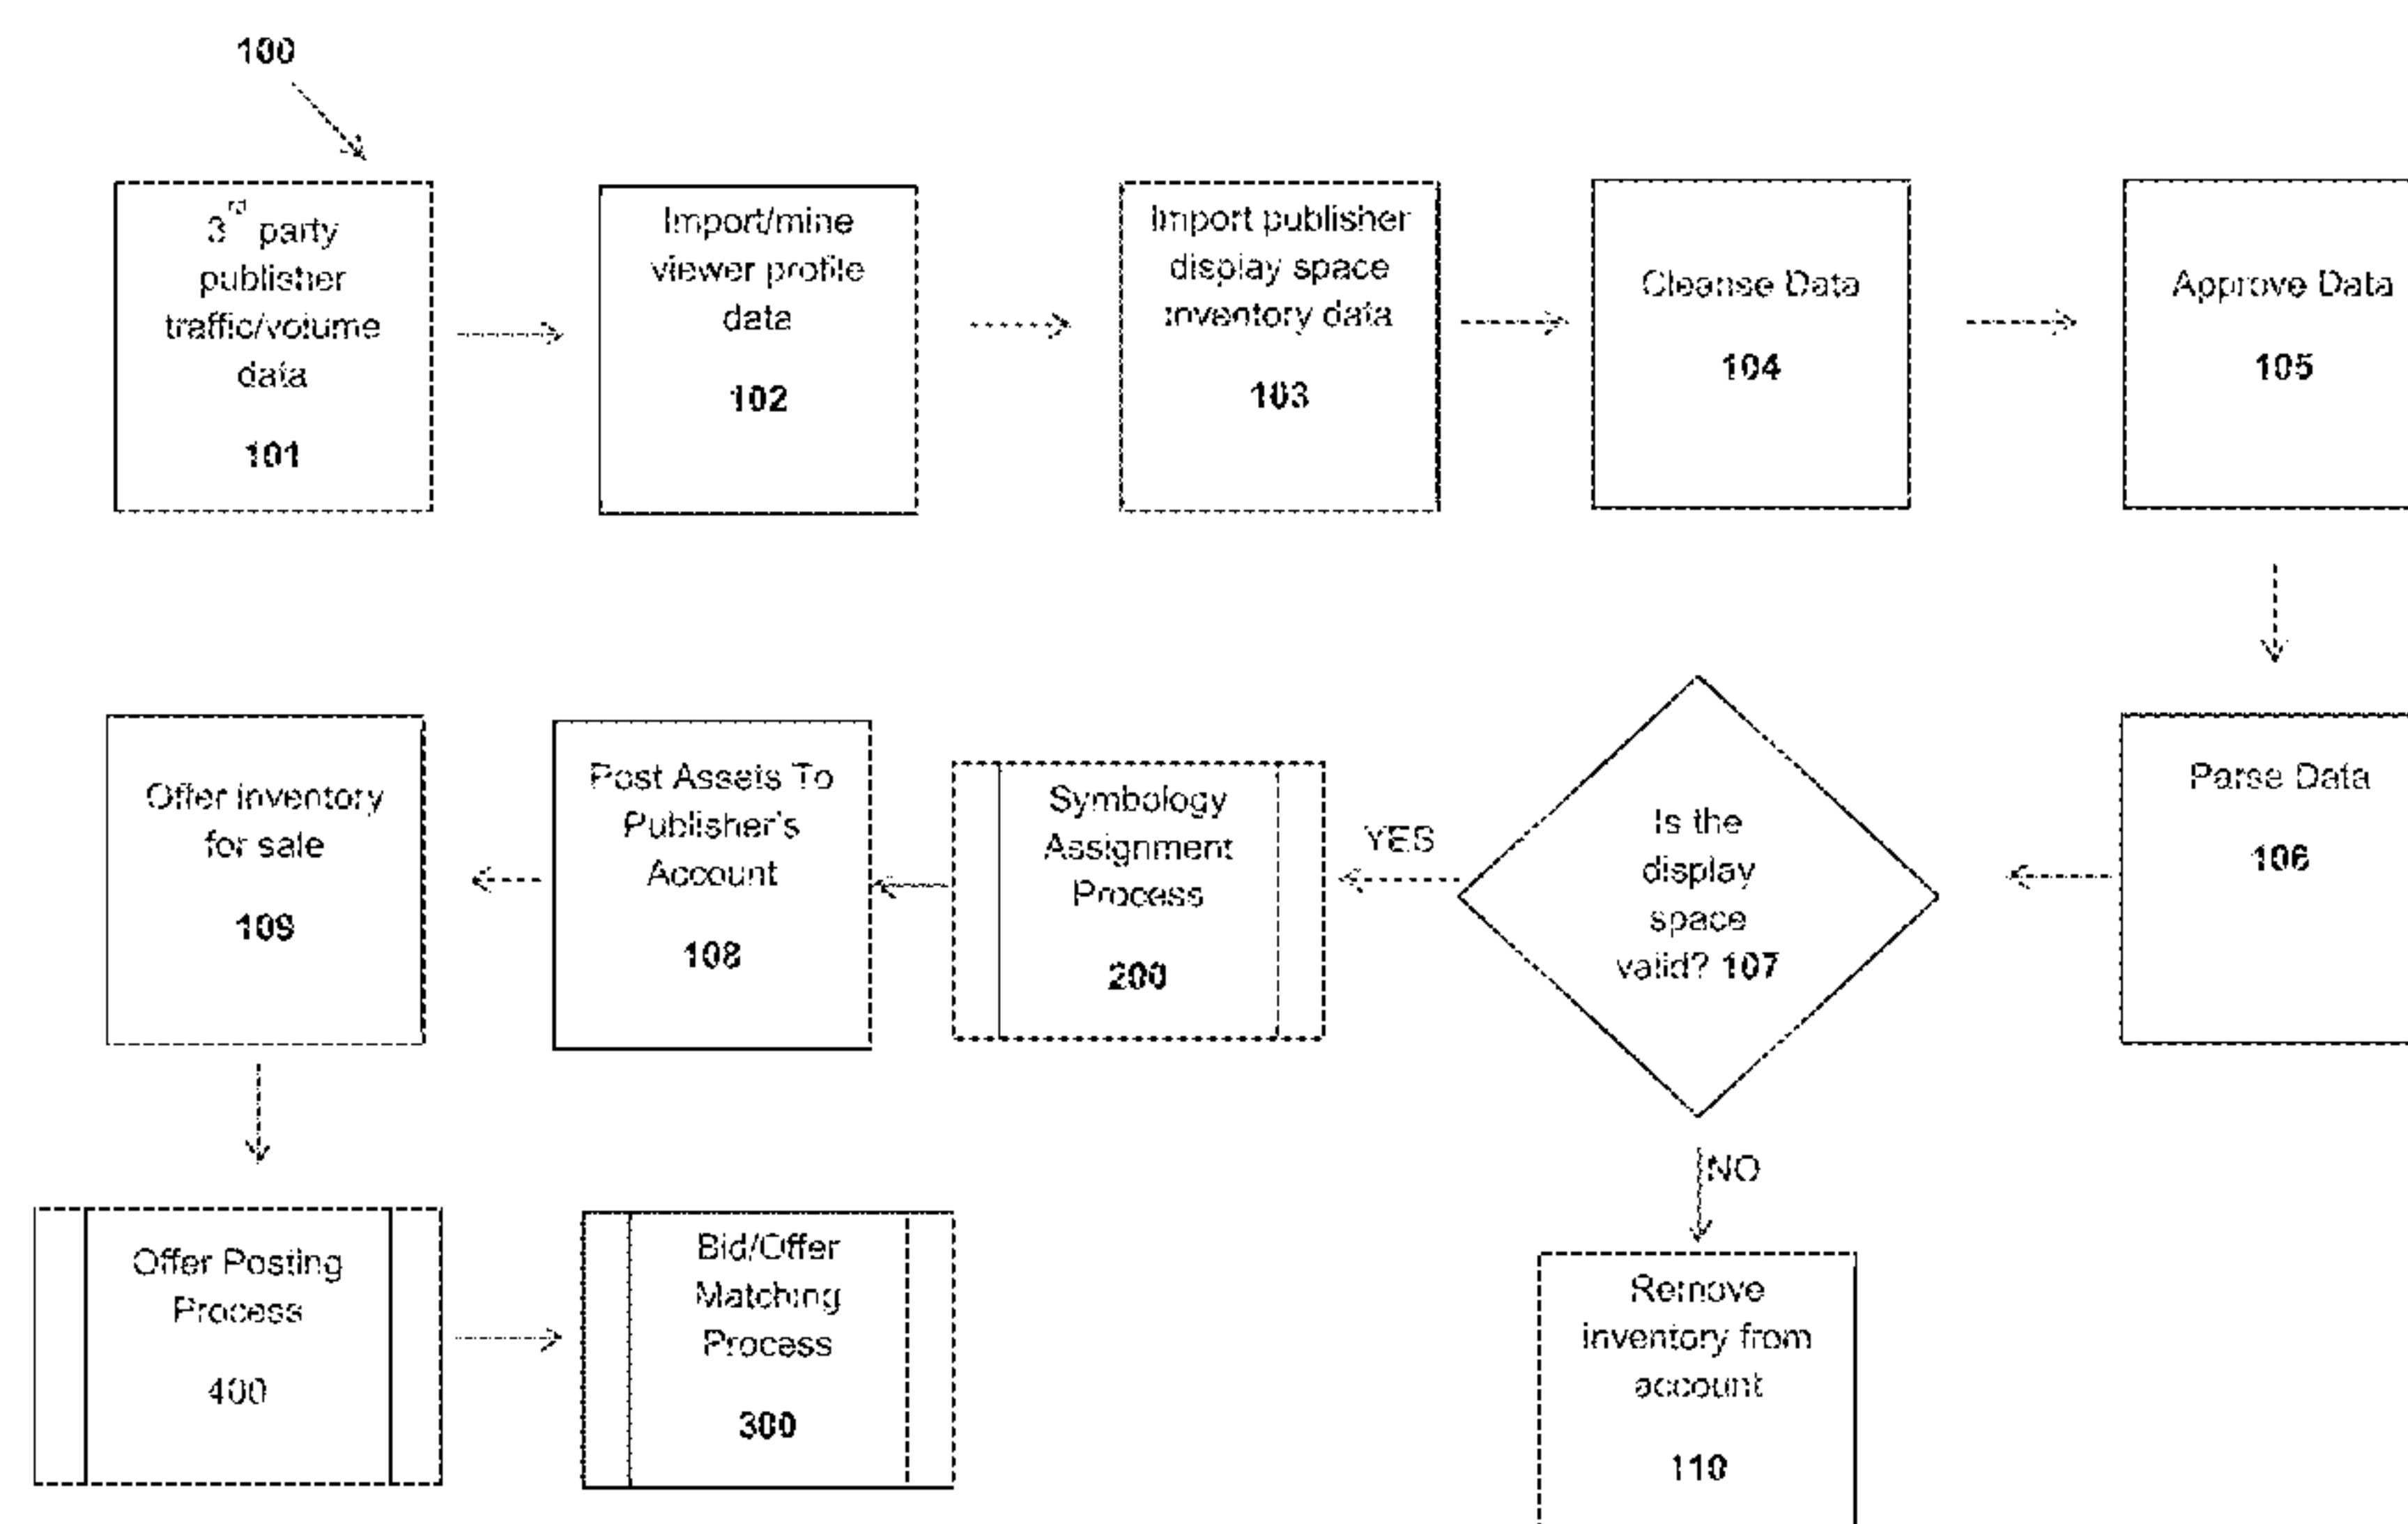 100
3rd party
publisher
traffic/volume
data
101
Import/mine
viewer profile
data
102
Import publisher
display space
inventory data
103
Cleanse Data
104
Approve Data
105
Parse Data
106
Is the
display
space
valid? 107
YES
NO
Symbology
Assignment
Process
200
Post Assets To
Publisher's
Account
108
Offer inventory
for sale
109
Offer Posting
Process
400
Bid/Offer
Matching
Process
300
Remove
inventory from
account
110